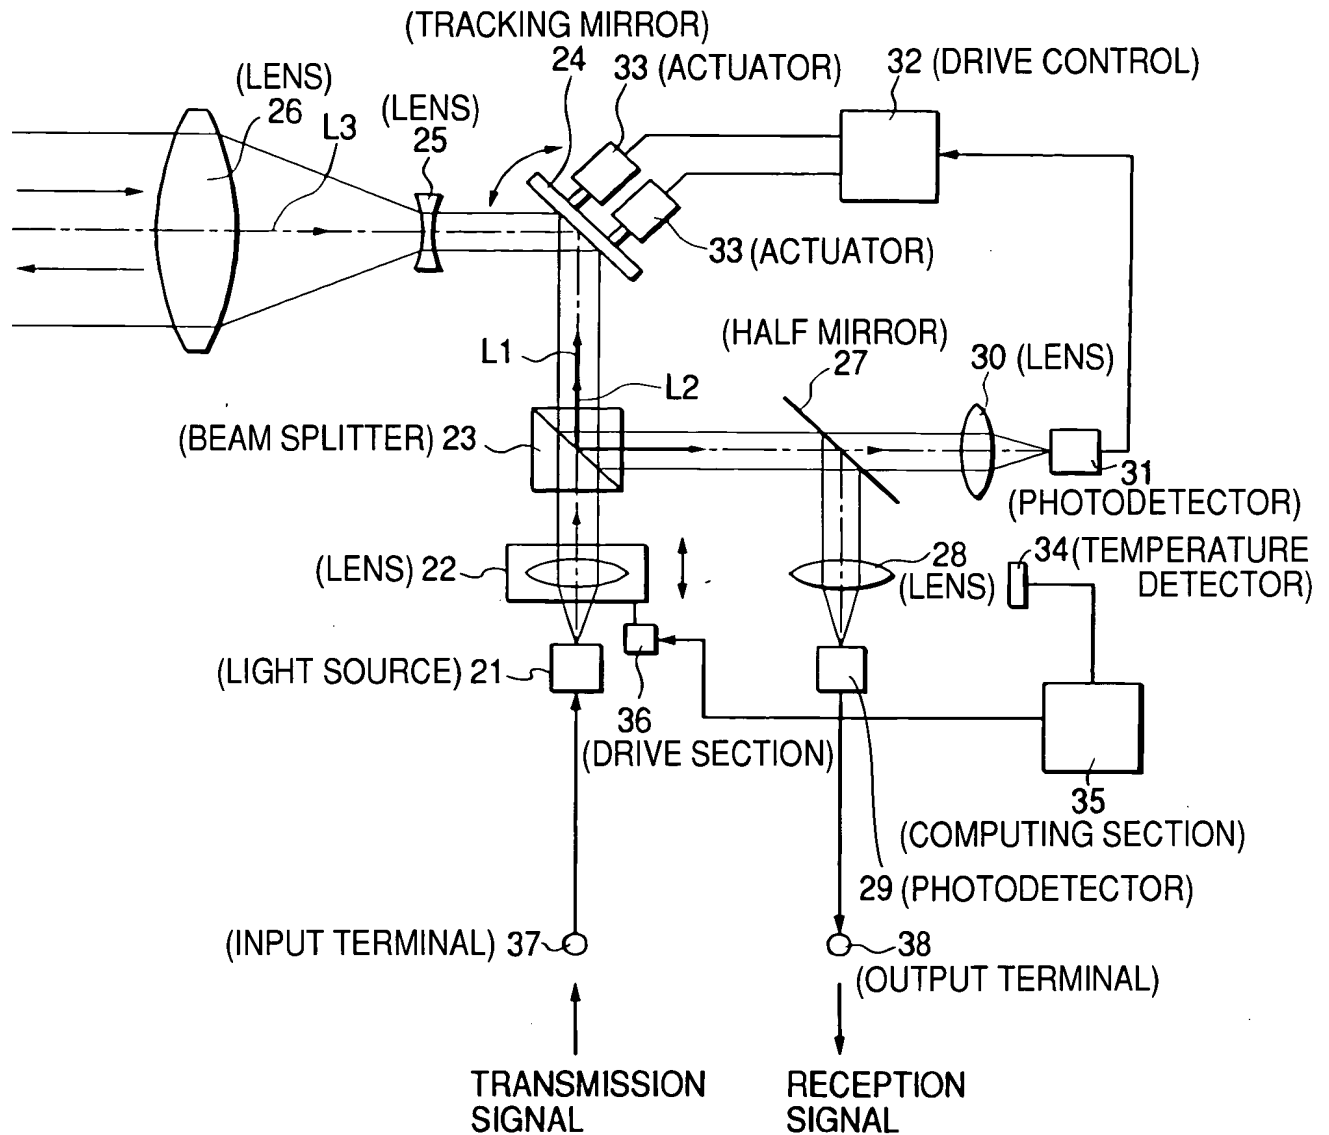 (TRACKING MIRROR)
24
33 (ACTUATOR)
32 (DRIVE CONTROL)
(LENS)
26
L3
(LENS)
25
33 (ACTUATOR)
(HALF MIRROR)
27
30 (LENS)
L1
L2
(BEAM SPLITTER) 23
31
(PHOTODETECTOR)
(LENS) 22
28
(LENS)
34 (TEMPERATURE
DETECTOR)
(LIGHT SOURCE) 21
36
(DRIVE SECTION)
35
(COMPUTING SECTION)
29 (PHOTODETECTOR)
(INPUT TERMINAL) 37
38
(OUTPUT TERMINAL)
TRANSMISSION
SIGNAL
RECEPTION
SIGNAL